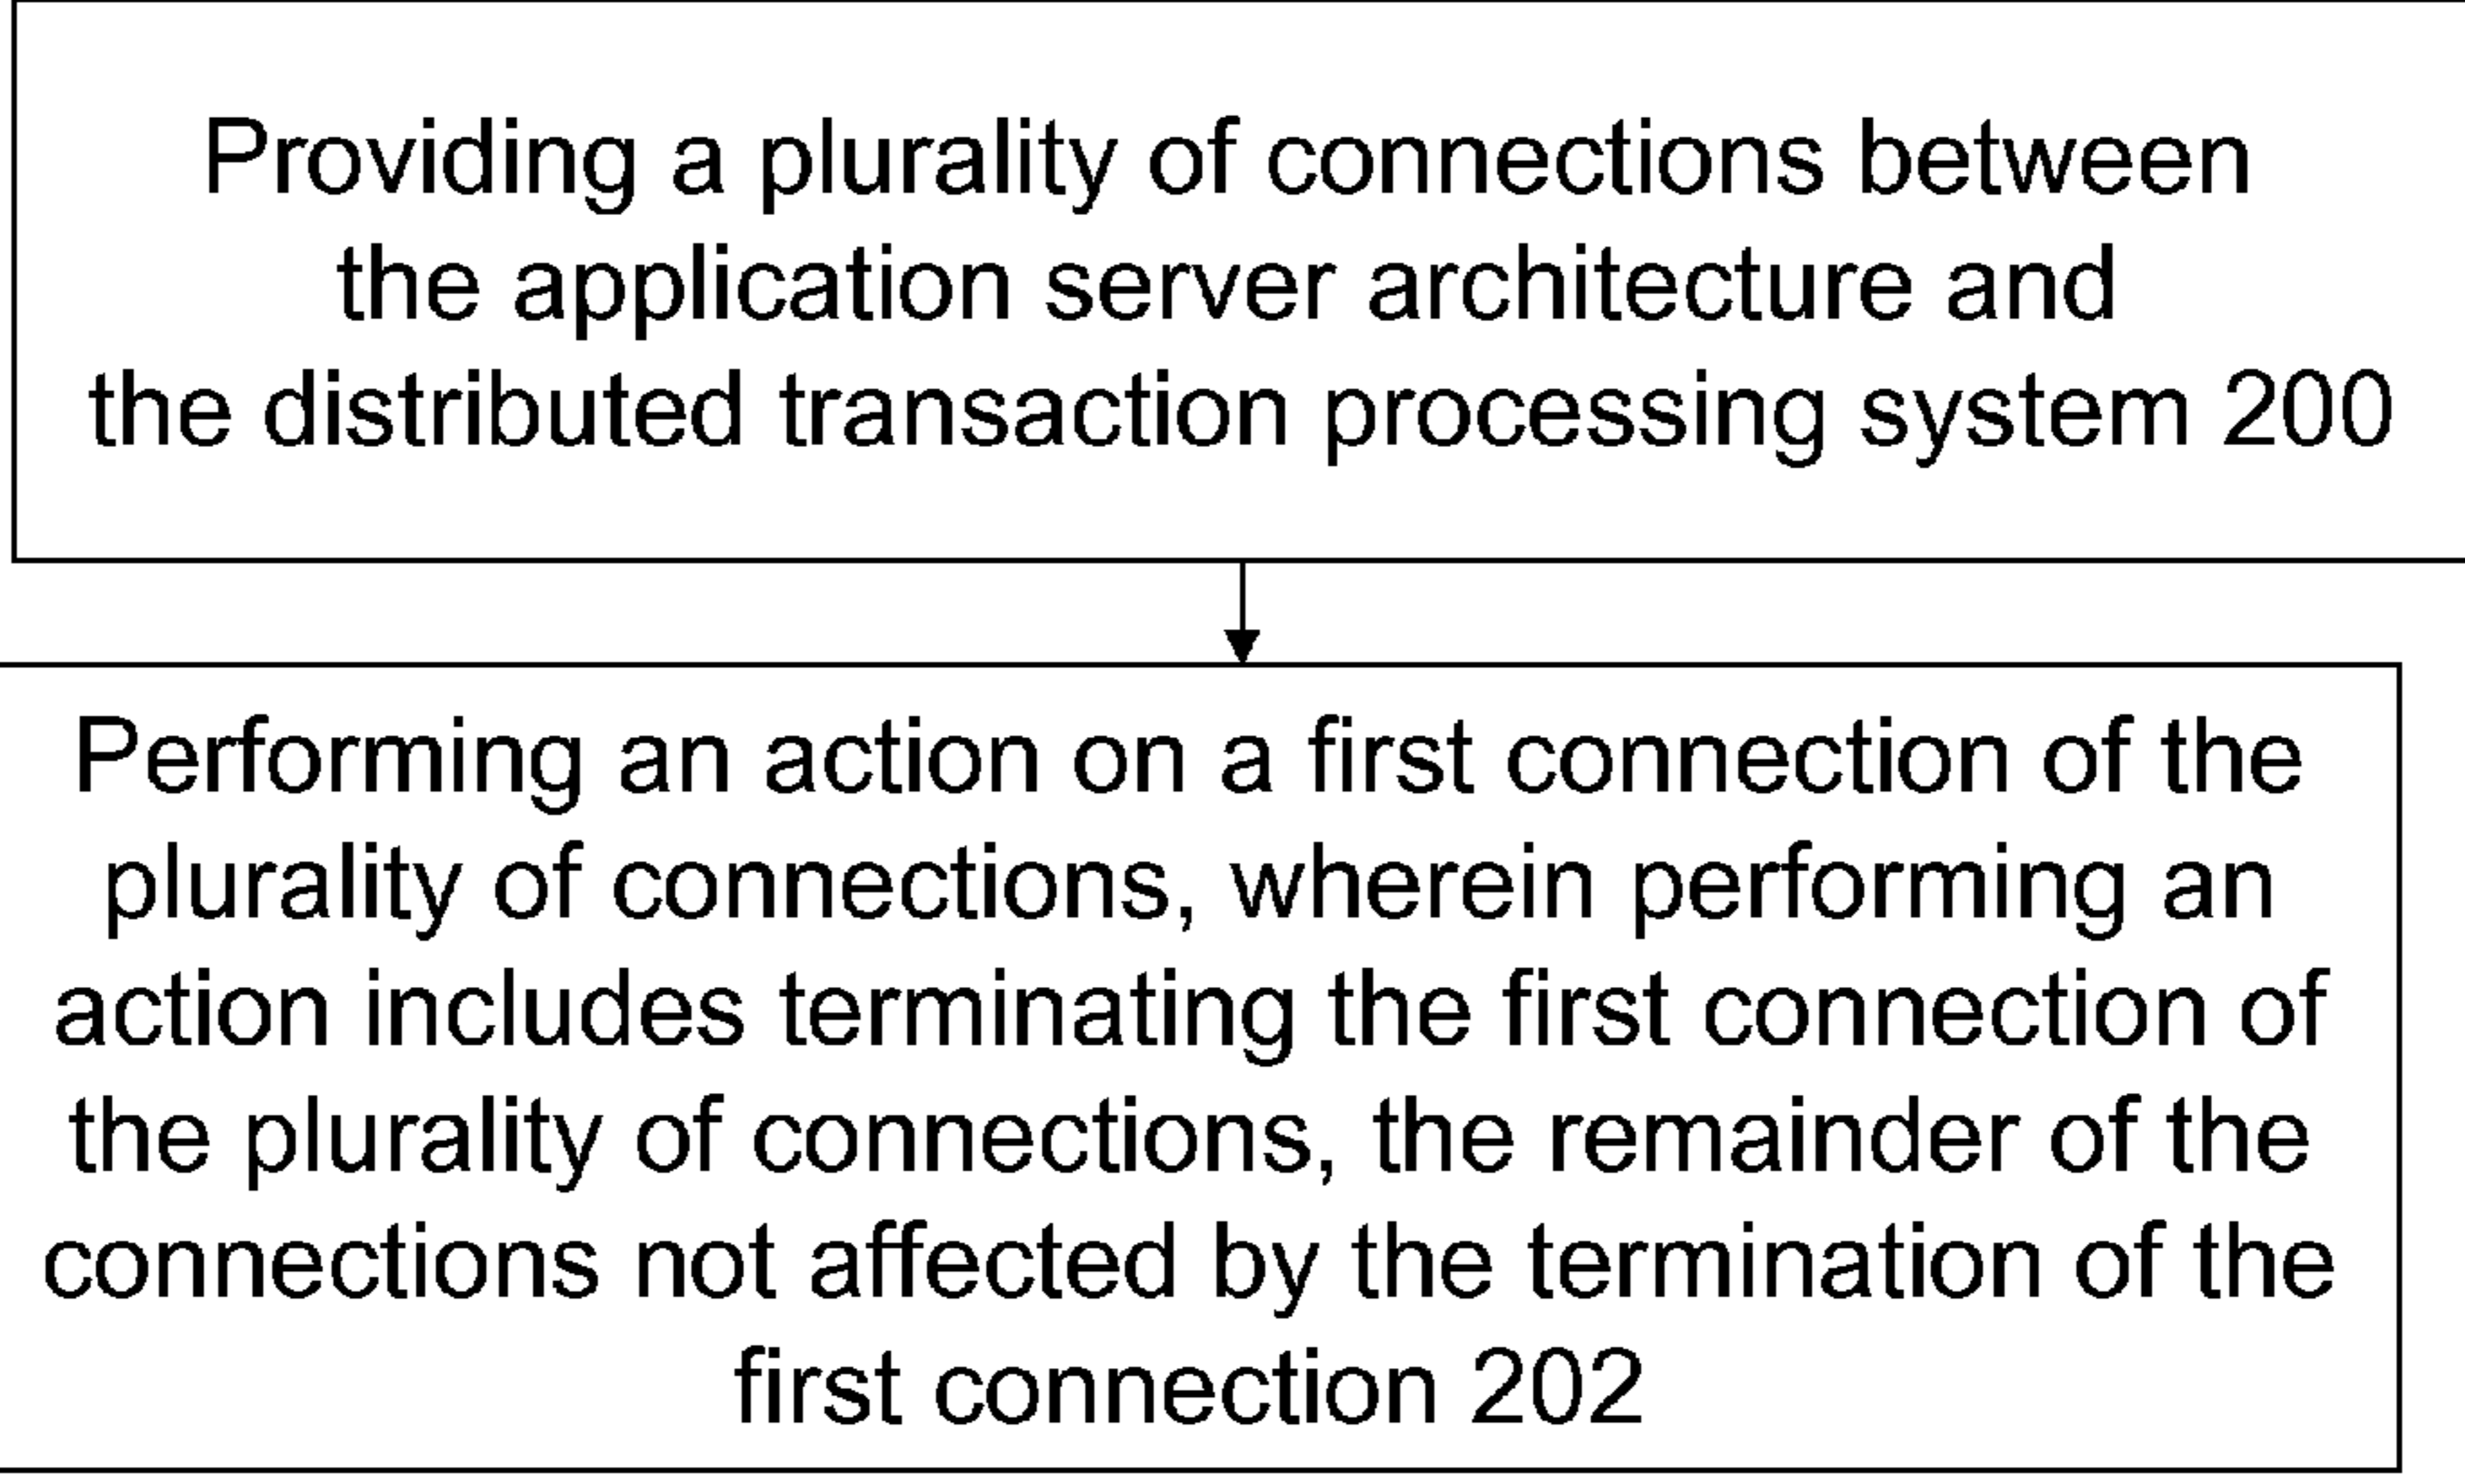 Providing a plurality of connections between
the application server architecture and
the distributed transaction processing system 200
Performing an action on a first connection of the
plurality of connections, wherein performing an
action includes terminating the first connection of
the plurality of connections, the remainder of the
connections not affected by the termination of the
first connection 202